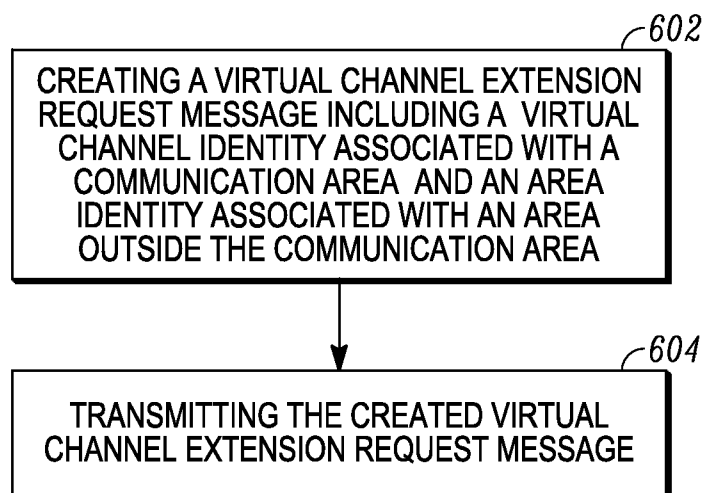 602
CREATING A VIRTUAL CHANNEL EXTENSION
REQUEST MESSAGE INCLUDING A VIRTUAL
CHANNEL IDENTITY ASSOCIATED WITH A
COMMUNICATION AREA AND AN AREA
IDENTITY ASSOCIATED WITH AN AREA
OUTSIDE THE COMMUNICATION AREA
604
TRANSMITTING THE CREATED VIRTUAL
CHANNEL EXTENSION REQUEST MESSAGE